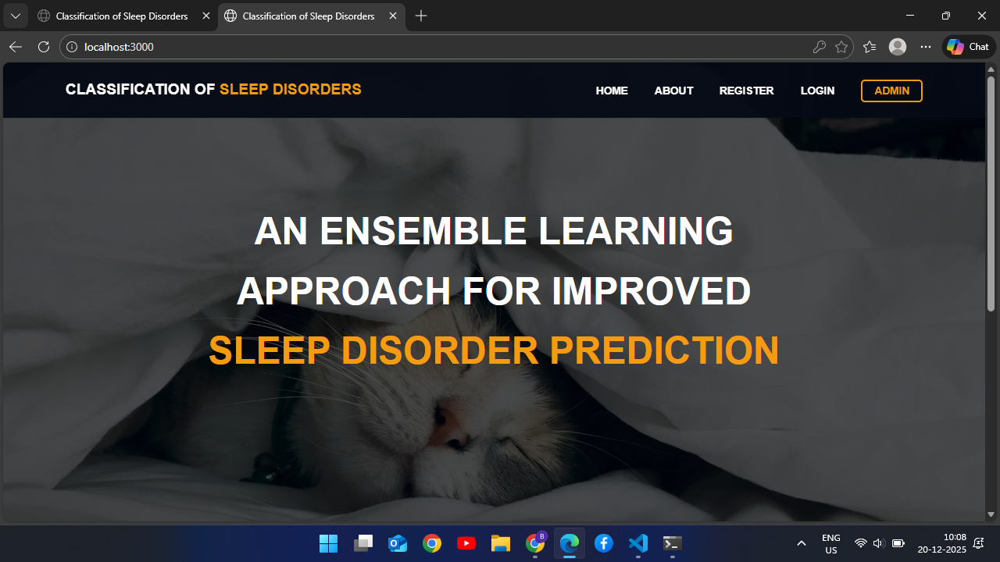 Classification of Sleep Disorders
Classification of Sleep Disorders
localhost:3000
Chat
CLASSIFICATION OF SLEEP DISORDERS
HOME
ABOUT
REGISTER
LOGIN
ADMIN
AN ENSEMBLE LEARNING
APPROACH FOR IMPROVED
SLEEP DISORDER PREDICTION
B
ENG
US
10:08
20-12-2025